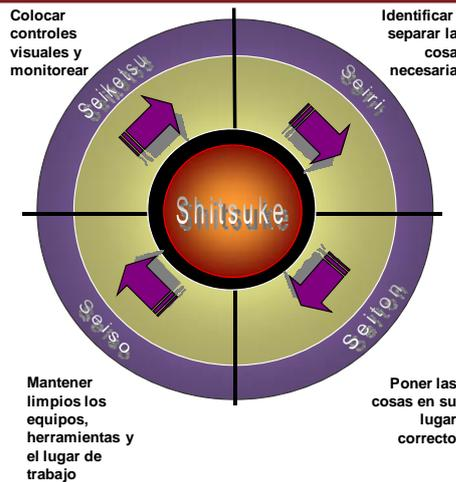 Colocar
controles
visuales y
monitorear
Identificar
separar la
cosa
necesaria
Seiketsu
Seiri
Shitsuke
Seiso
Seiton
Mantener
limpios los
equipos,
herramientas y
el lugar de
trabajo
Poner las
cosas en su
lugar
correcto